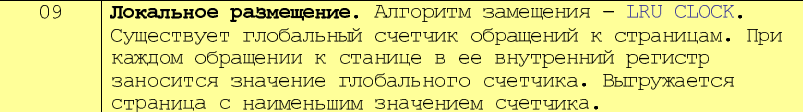 09 Локальное размещение. Алгоритм замещения – LRU CLOCK.
Существует глобальный счетчик обращений к страницам. При
каждом обращении к станице в ее внутренний регистр
заносится значение глобального счетчика. Выгружается
страница с наименьшим значением счетчика.